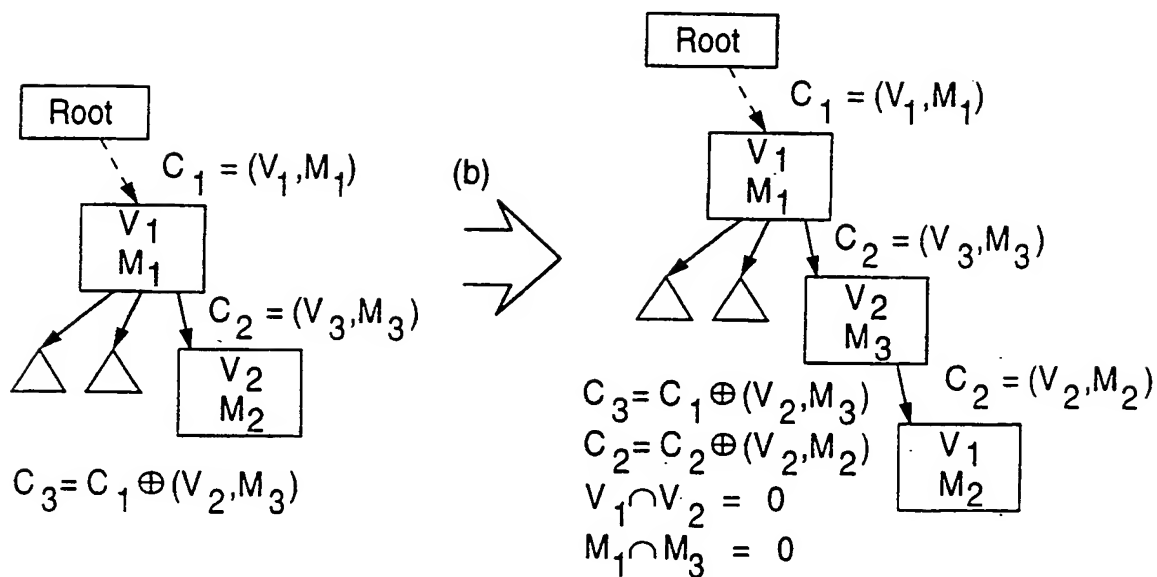 Root
C₁ = (V₁,M₁)
V₁
M₁
C₂ = (V₃,M₃)
V₂
M₂
C₃= C₁ ⊕ (V₂,M₃)
(b)
Root
C₁ = (V₁,M₁)
V₁
M₁
C₂ = (V₃,M₃)
V₂
M₃
C₂ = (V₂,M₂)
V₁
M₂
C₃= C₁ ⊕ (V₂,M₃)
C₂= C₂ ⊕ (V₂,M₂)
V₁∩V₂ = 0
M₁∩M₃ = 0